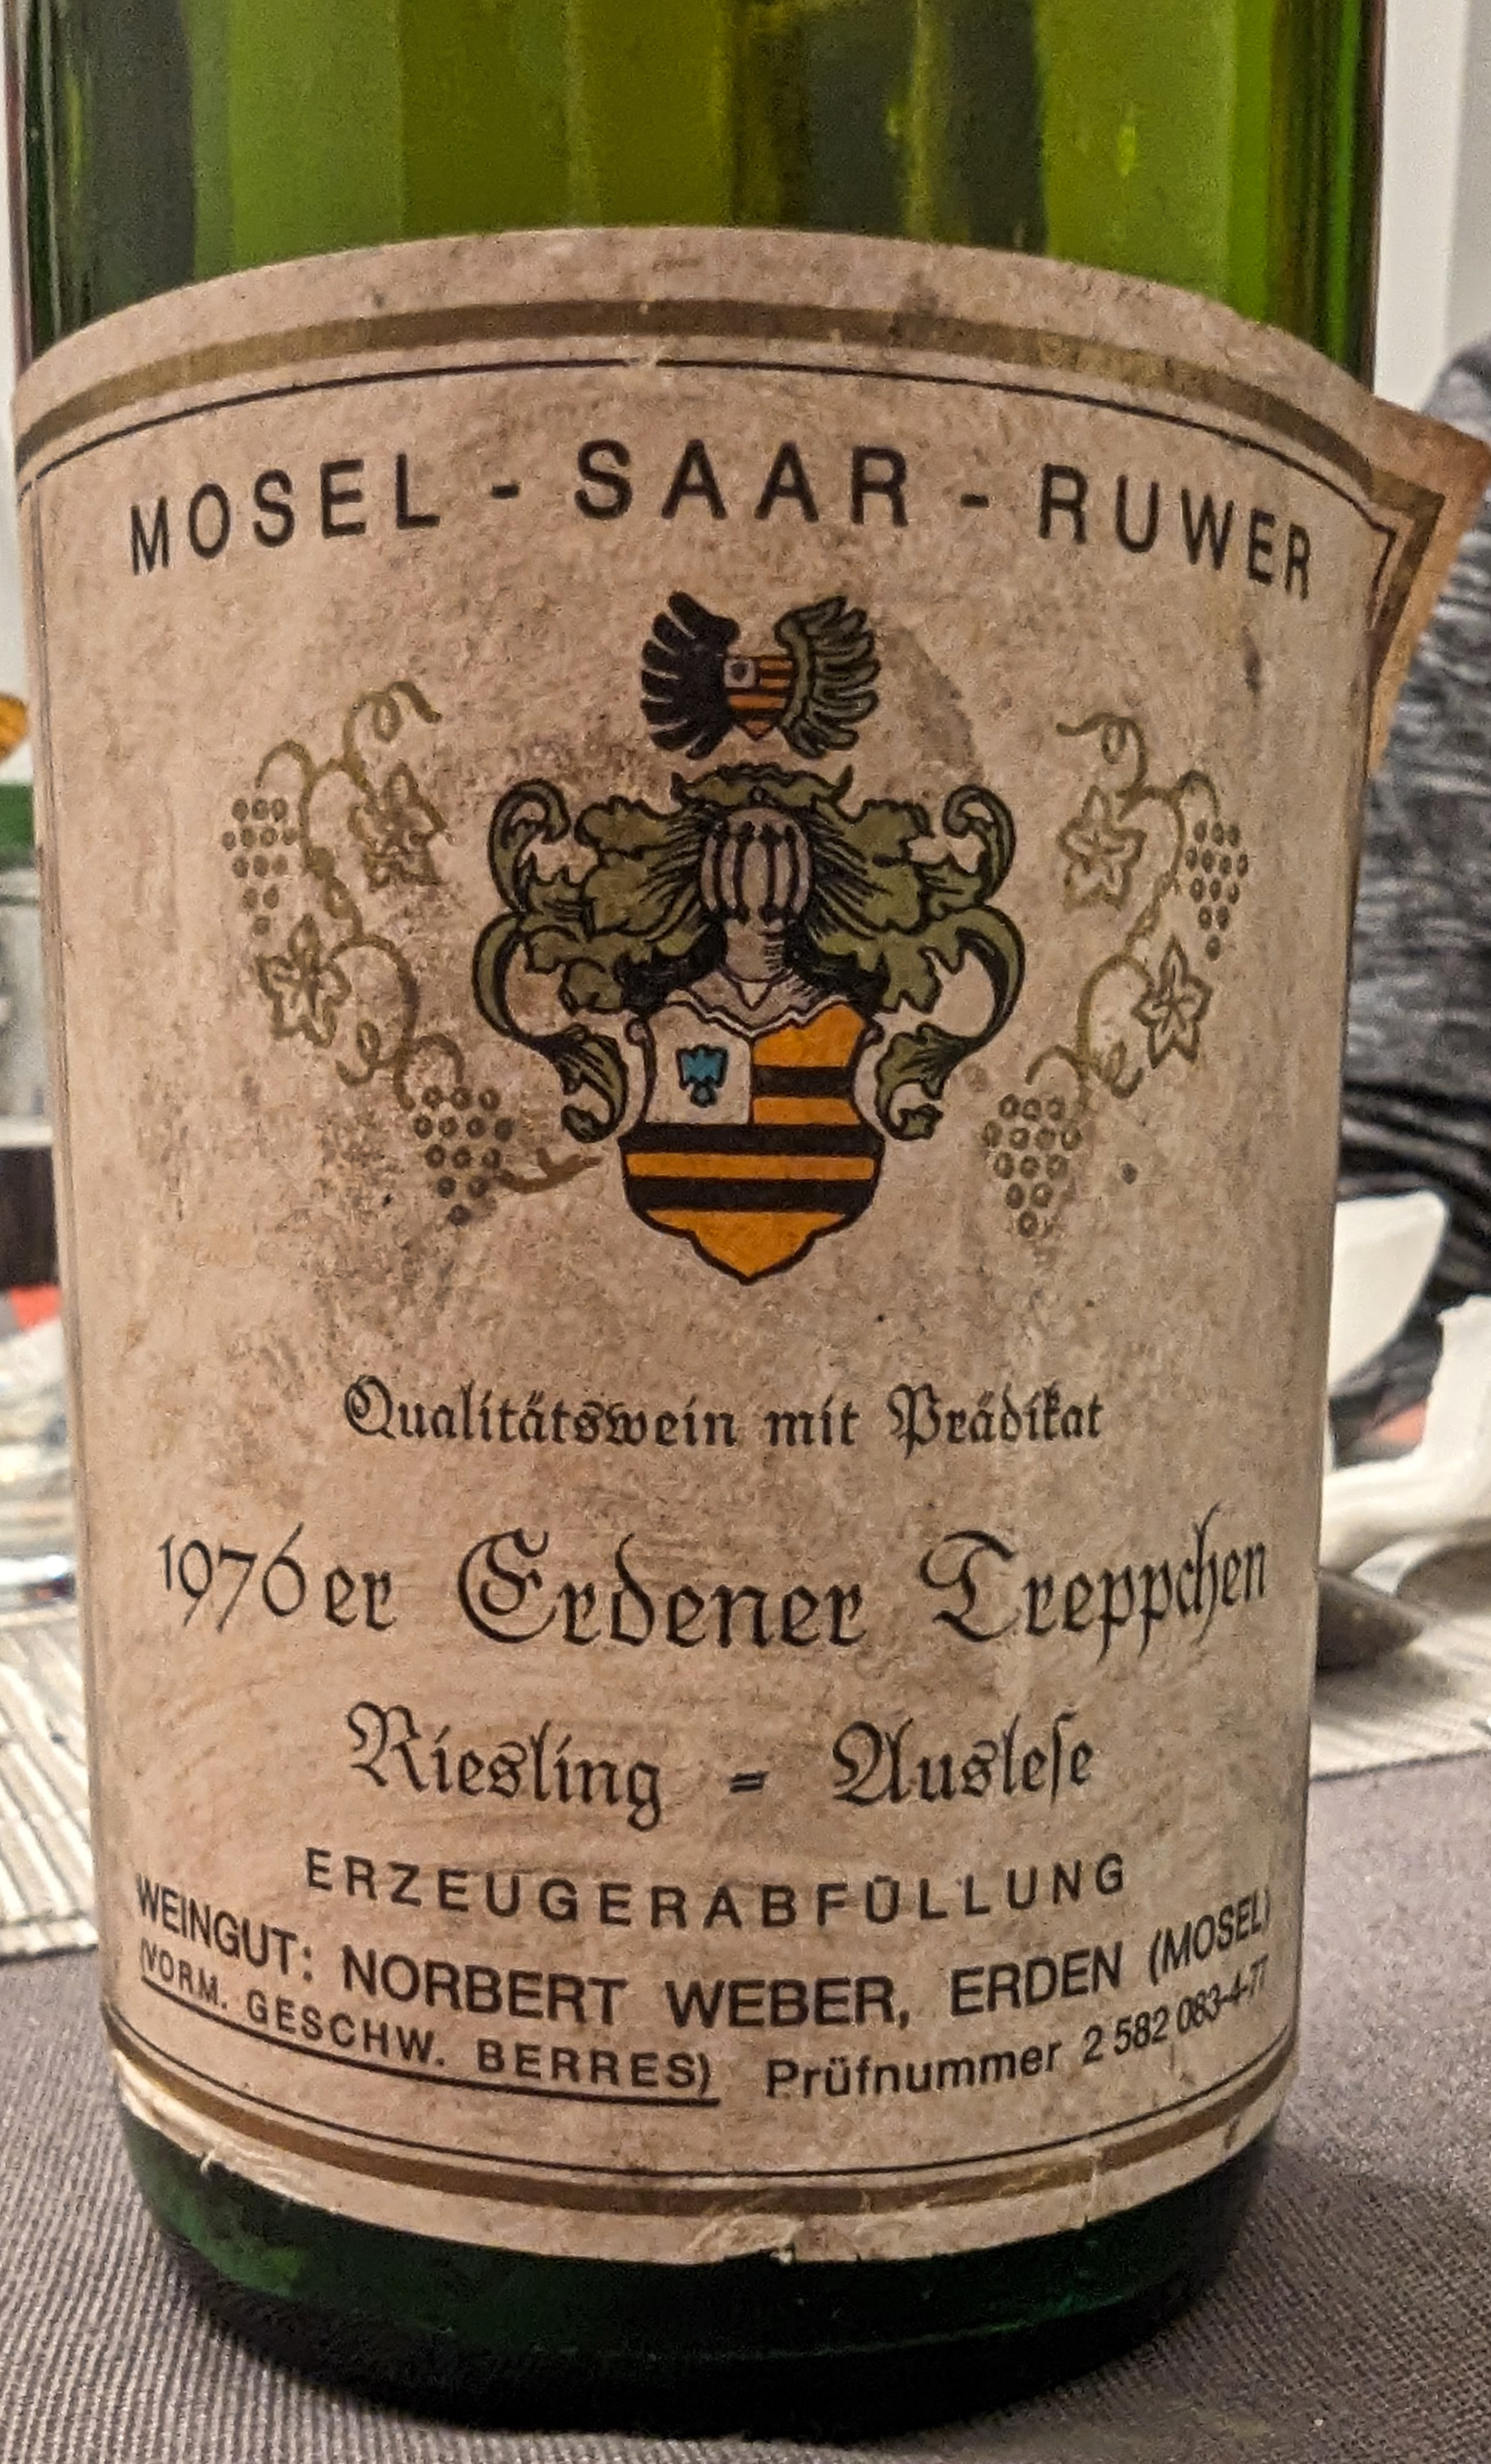 MOSEL - SAAR - RUWER
Qualitätswein mit Prädikat
1976er Erdener Treppchen
Riesling = Ausleſe
ERZEUGERABFÜLLUNG
WEINGUT: NORBERT WEBER, ERDEN (MOSEL)
(VORM. GESCHW. BERRES) Prüfnummer 2 582 083-4-77